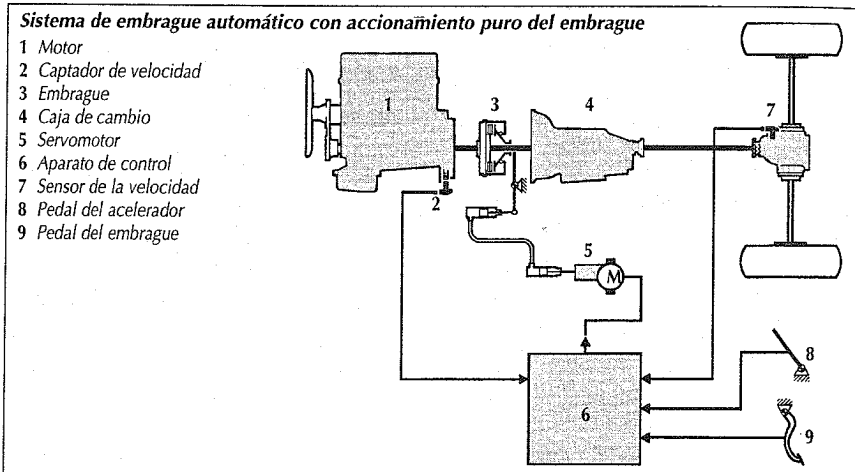 Sistema de embrague automático con accionamiento puro del embrague
1 Motor
2 Captador de velocidad
3 Embrague
4 Caja de cambio
5 Servomotor
6 Aparato de control
7 Sensor de la velocidad
8 Pedal del acelerador
9 Pedal del embrague
1
3
4
7
2
5
M
8
6
9